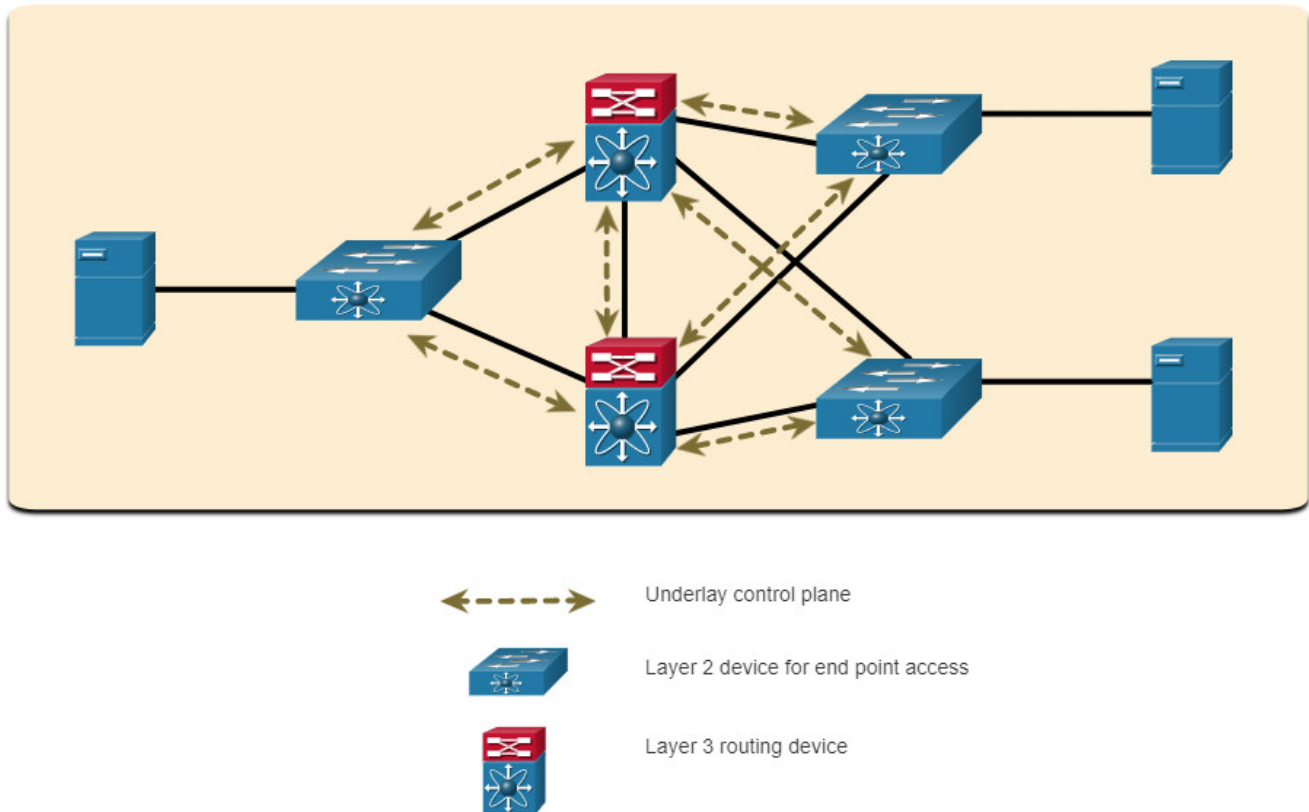 Underlay control plane
Layer 2 device for end point access
Layer 3 routing device